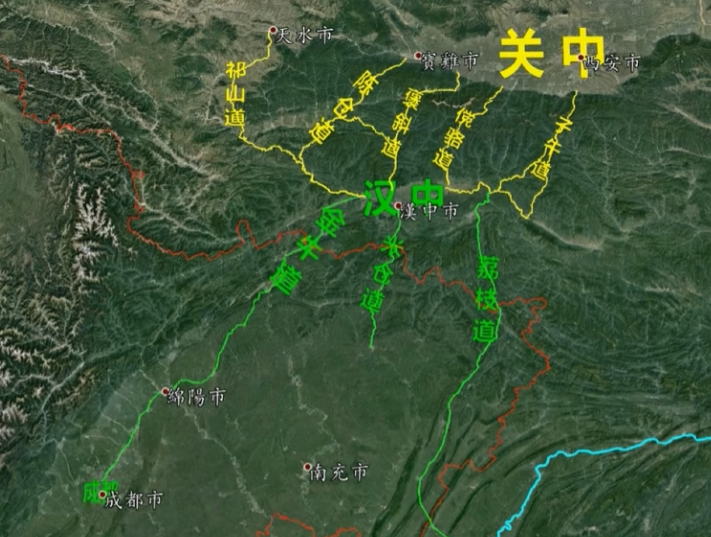 天水市
寶雞市
关中
西安市
祁山道
陈仓道
褒斜道
傥骆道
子午道
汉中
漢中市
金牛道
米仓道
荔枝道
綿陽市
南充市
成都
成都市